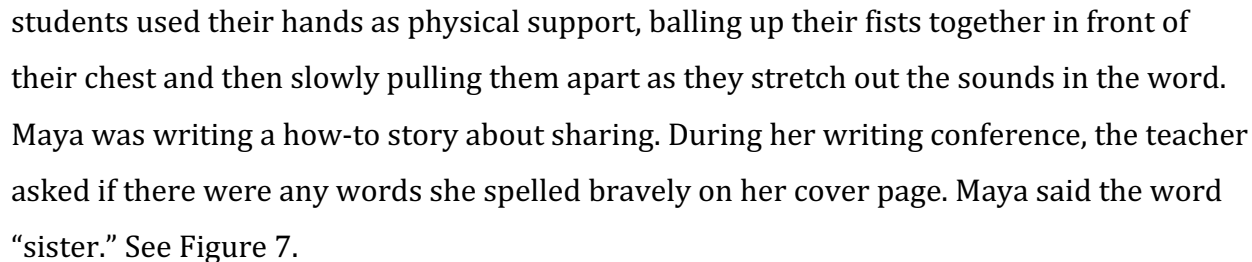 students used their hands as physical support, balling up their fists together in front of
their chest and then slowly pulling them apart as they stretch out the sounds in the word.
Maya was writing a how-to story about sharing. During her writing conference, the teacher
asked if there were any words she spelled bravely on her cover page. Maya said the word
“sister.” See Figure 7.